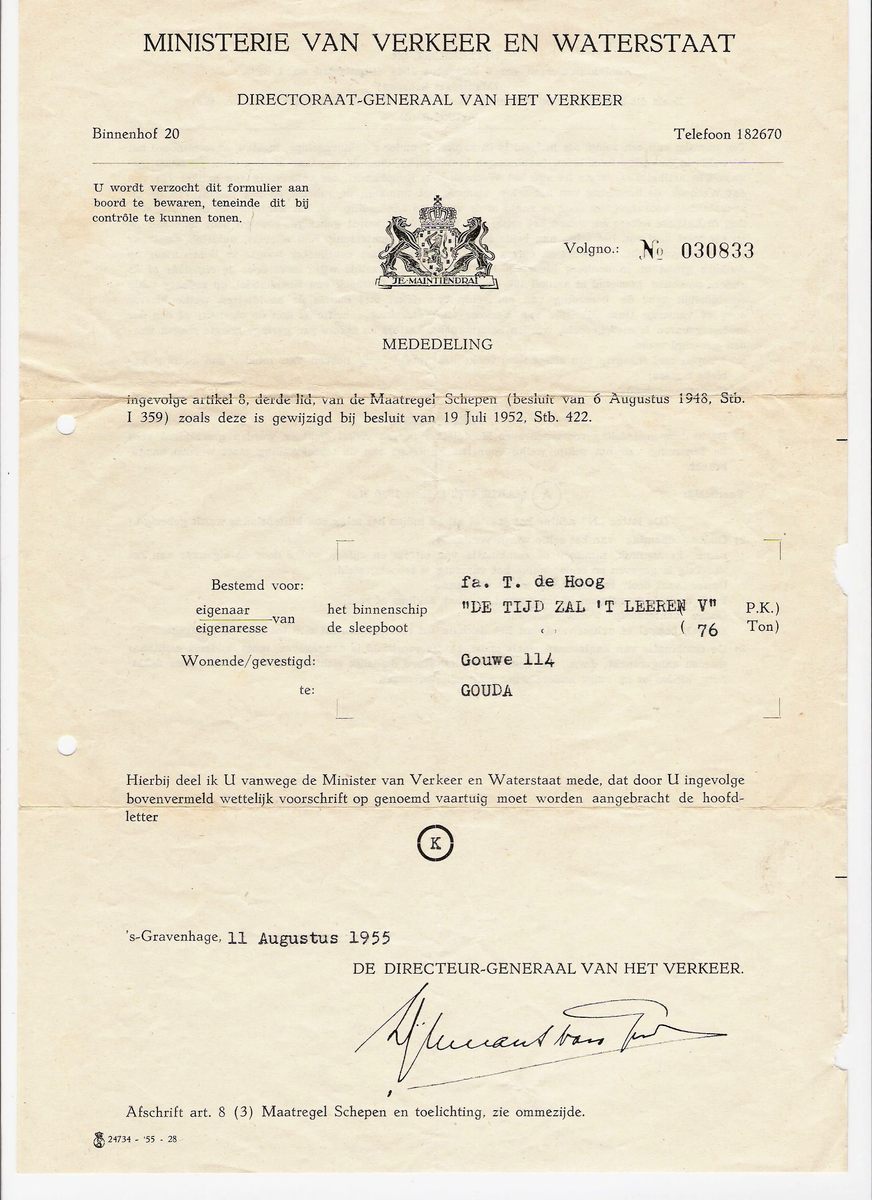 MINISTERIE VAN VERKEER EN WATERSTAAT
DIRECTORAAT-GENERAAL VAN HET VERKEER
Binnenhof 20 Telefoon 182670
U wordt verzocht dit formulier aan
boord te bewaren, teneinde dit bij
contrôle te kunnen tonen.
JE·MAINTIENDRAI
Volgno.: No 030833
MEDEDELING
ingevolge artikel 8, derde lid, van de Maatregel Schepen (besluit van 6 Augustus 1948, Stb.
I 359) zoals deze is gewijzigd bij besluit van 19 Juli 1952, Stb. 422.
Bestemd voor: fa. T. de Hoog
eigenaar van het binnenschip "DE TIJD ZAL 'T LEEREN V" P.K.)
eigenaresse de sleepboot ( 76 Ton)
Wonende/gevestigd: Gouwe 114
te: GOUDA
Hierbij deel ik U vanwege de Minister van Verkeer en Waterstaat mede, dat door U ingevolge
bovenvermeld wettelijk voorschrift op genoemd vaartuig moet worden aangebracht de hoofd-
letter
K
's-Gravenhage, 11 Augustus 1955
DE DIRECTEUR-GENERAAL VAN HET VERKEER.
Afschrift art. 8 (3) Maatregel Schepen en toelichting, zie ommezijde.
24734 - '55 - 28